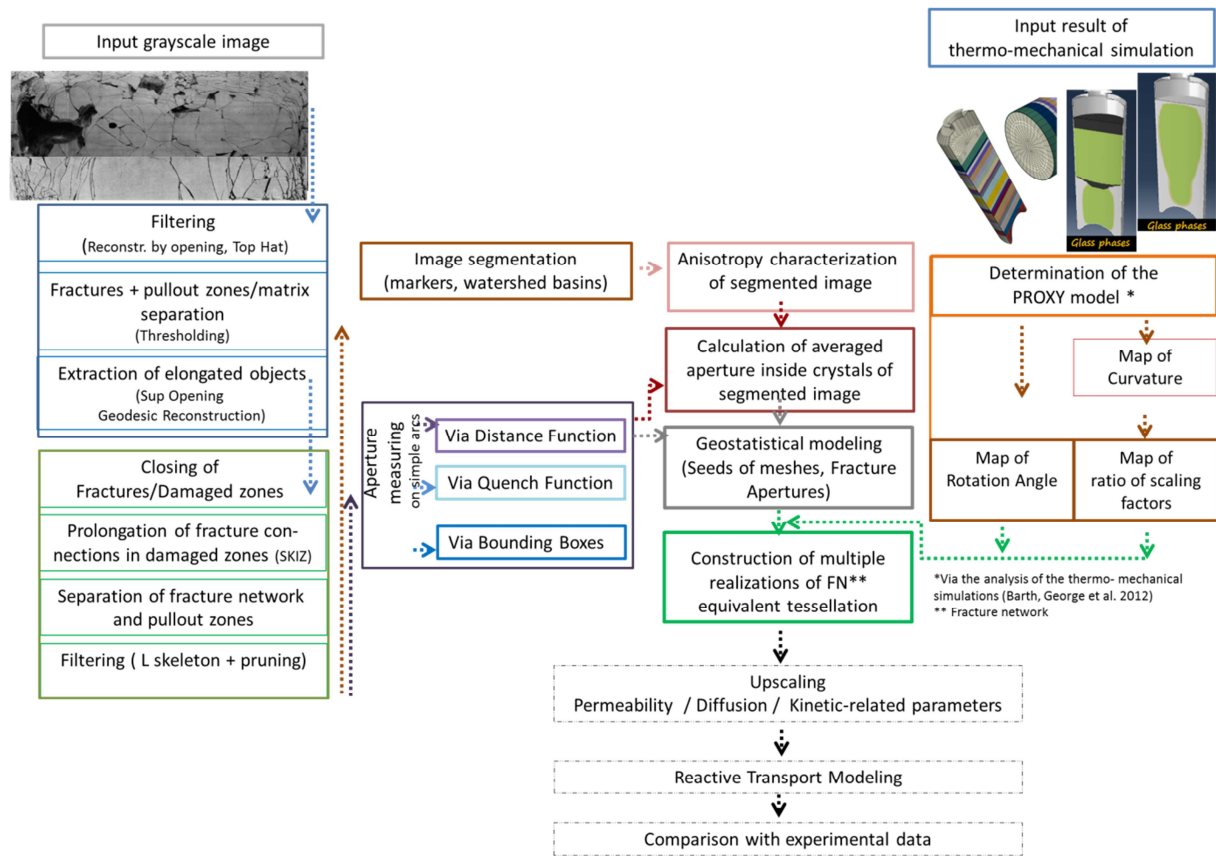 Input grayscale image
Filtering
(Reconstr. by opening, Top Hat)
Fractures + pullout zones/matrix
separation
(Thresholding)
Extraction of elongated objects
(Sup Opening
Geodesic Reconstruction)
Closing of
Fractures/Damaged zones
Prolongation of fracture con-
nections in damaged zones (SKIZ)
Separation of fracture network
and pullout zones
Filtering ( L skeleton + pruning)
Image segmentation
(markers, watershed basins)
Aperture
measuring
on simple arcs
Via Distance Function
Via Quench Function
Via Bounding Boxes
Anisotropy characterization
of segmented image
Calculation of averaged
aperture inside crystals of
segmented image
Geostatistical modeling
(Seeds of meshes, Fracture
Apertures)
Construction of multiple
realizations of FN**
equivalent tessellation
Upscaling
Permeability / Diffusion / Kinetic-related parameters
Reactive Transport Modeling
Comparison with experimental data
Input result of
thermo-mechanical simulation
Glass phases
Glass phases
Determination of the
PROXY model *
Map of
Curvature
Map of
Rotation Angle
Map of
ratio of scaling
factors
*Via the analysis of the thermo- mechanical
simulations (Barth, George et al. 2012)
** Fracture network